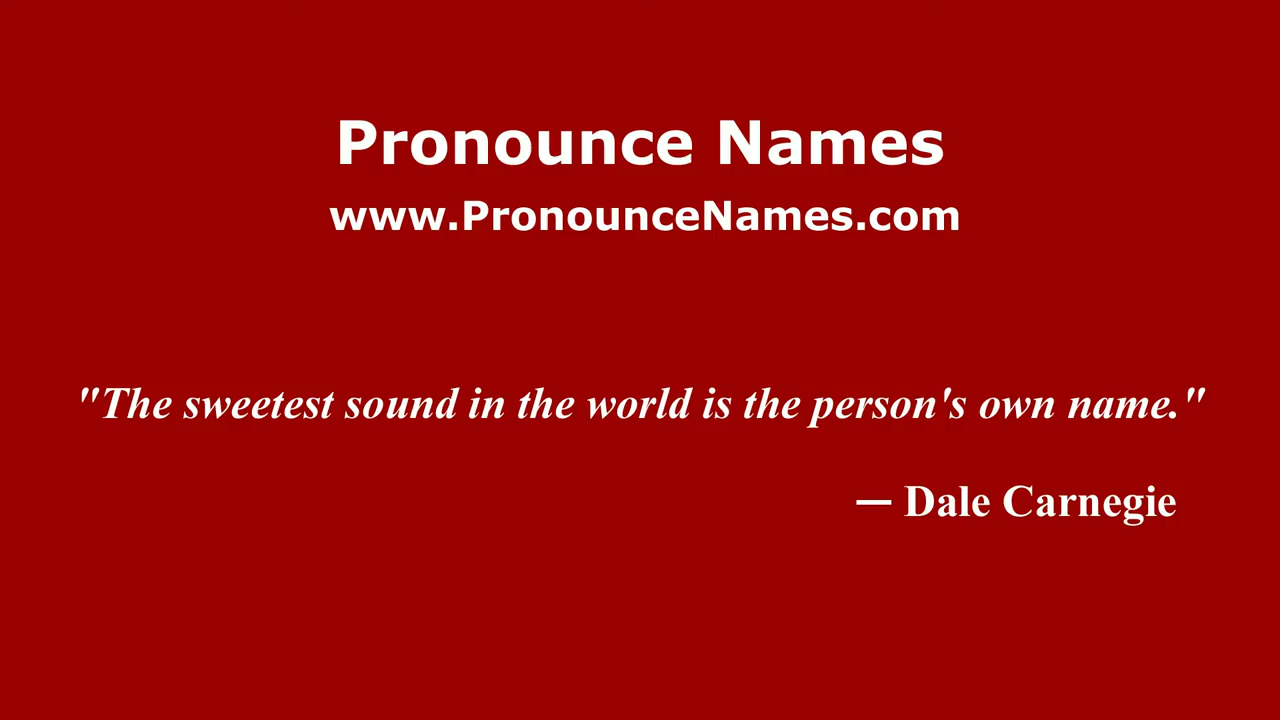 Pronounce Names
www.PronounceNames.com
"The sweetest sound in the world is the person's own name."
— Dale Carnegie